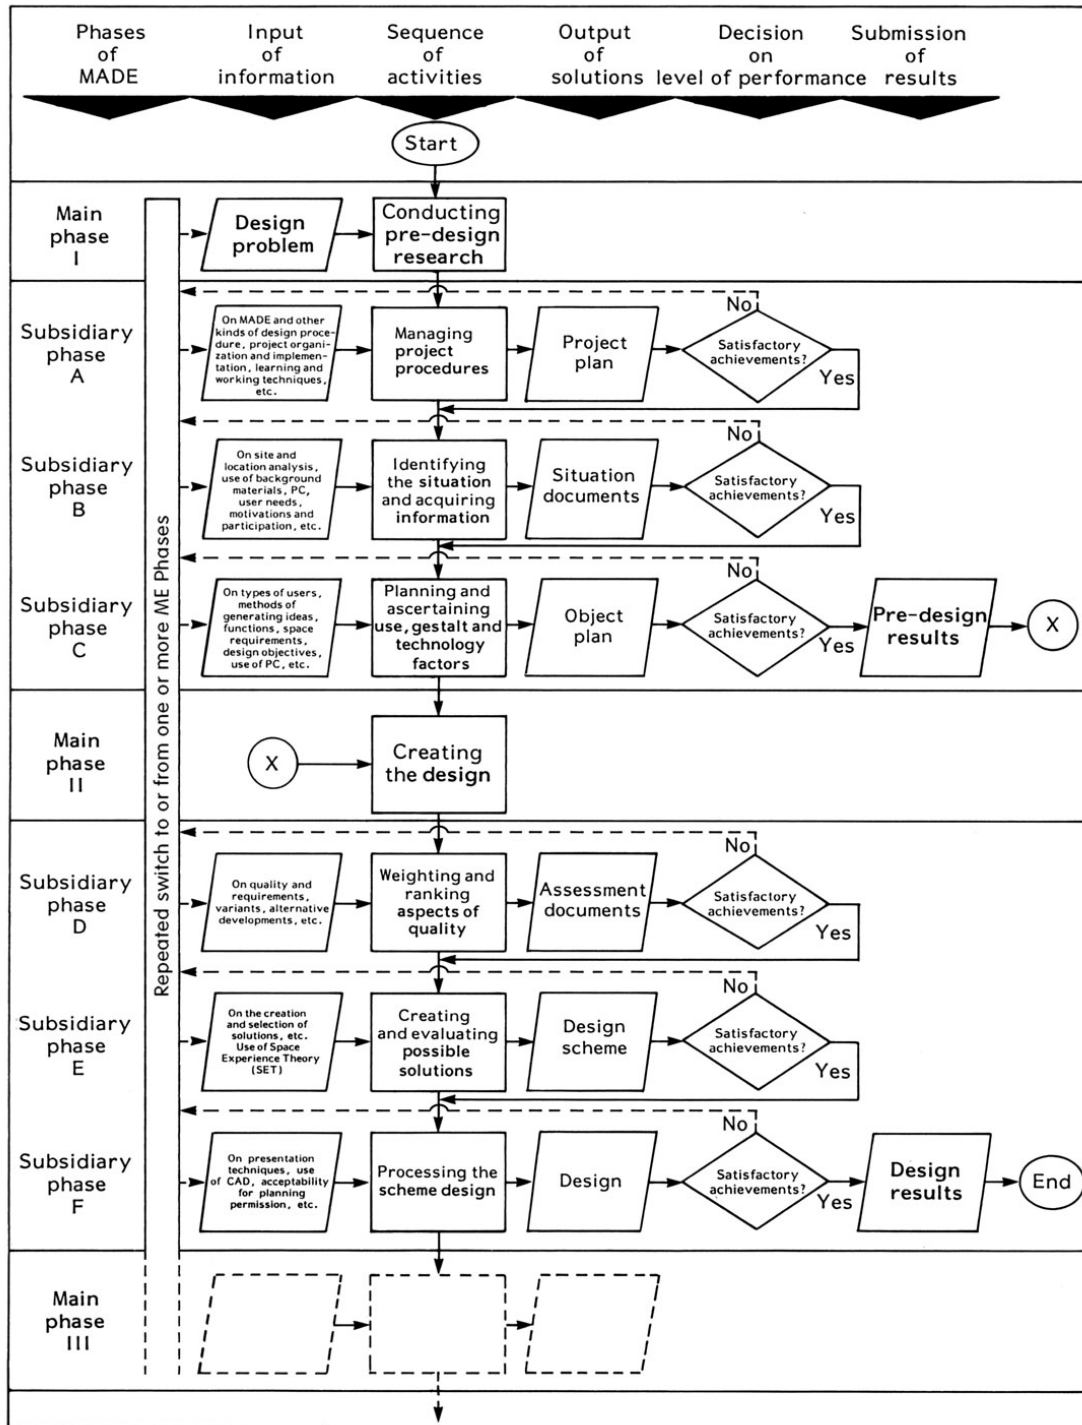 Phases
of
MADE
Input
of
information
Sequence
of
activities
Output
of
solutions
Decision
on
level of performance
Submission
of
results
Start
Main
phase
I
Design
problem
Conducting
pre-design
research
Repeated switch to or from one or more ME Phases
Subsidiary
phase
A
On MADE and other
kinds of design proce-
dure, project organi-
zation and implemen-
tation, learning and
working techniques,
etc.
Managing
project
procedures
Project
plan
No
Satisfactory
achievements?
Yes
Subsidiary
phase
B
On site and
location analysis,
use of background
materials, PC,
user needs,
motivations and
participation, etc.
Identifying
the situation
and acquiring
information
Situation
documents
No
Satisfactory
achievements?
Yes
Subsidiary
phase
C
On types of users,
methods of
generating ideas,
functions, space
requirements,
design objectives,
use of PC, etc.
Planning and
ascertaining
use, gestalt and
technology
factors
Object
plan
No
Satisfactory
achievements?
Yes
Pre-design
results
X
Main
phase
II
X
Creating
the design
Subsidiary
phase
D
On quality and
requirements,
variants, alternative
developments, etc.
Weighting and
ranking
aspects of
quality
Assessment
documents
No
Satisfactory
achievements?
Yes
Subsidiary
phase
E
On the creation
and selection of
solutions, etc.
Use of Space
Experience Theory
(SET)
Creating
and evaluating
possible
solutions
Design
scheme
No
Satisfactory
achievements?
Yes
Subsidiary
phase
F
On presentation
techniques, use
of CAD, acceptability
for planning
permission, etc.
Processing the
scheme design
Design
No
Satisfactory
achievements?
Yes
Design
results
End
Main
phase
III